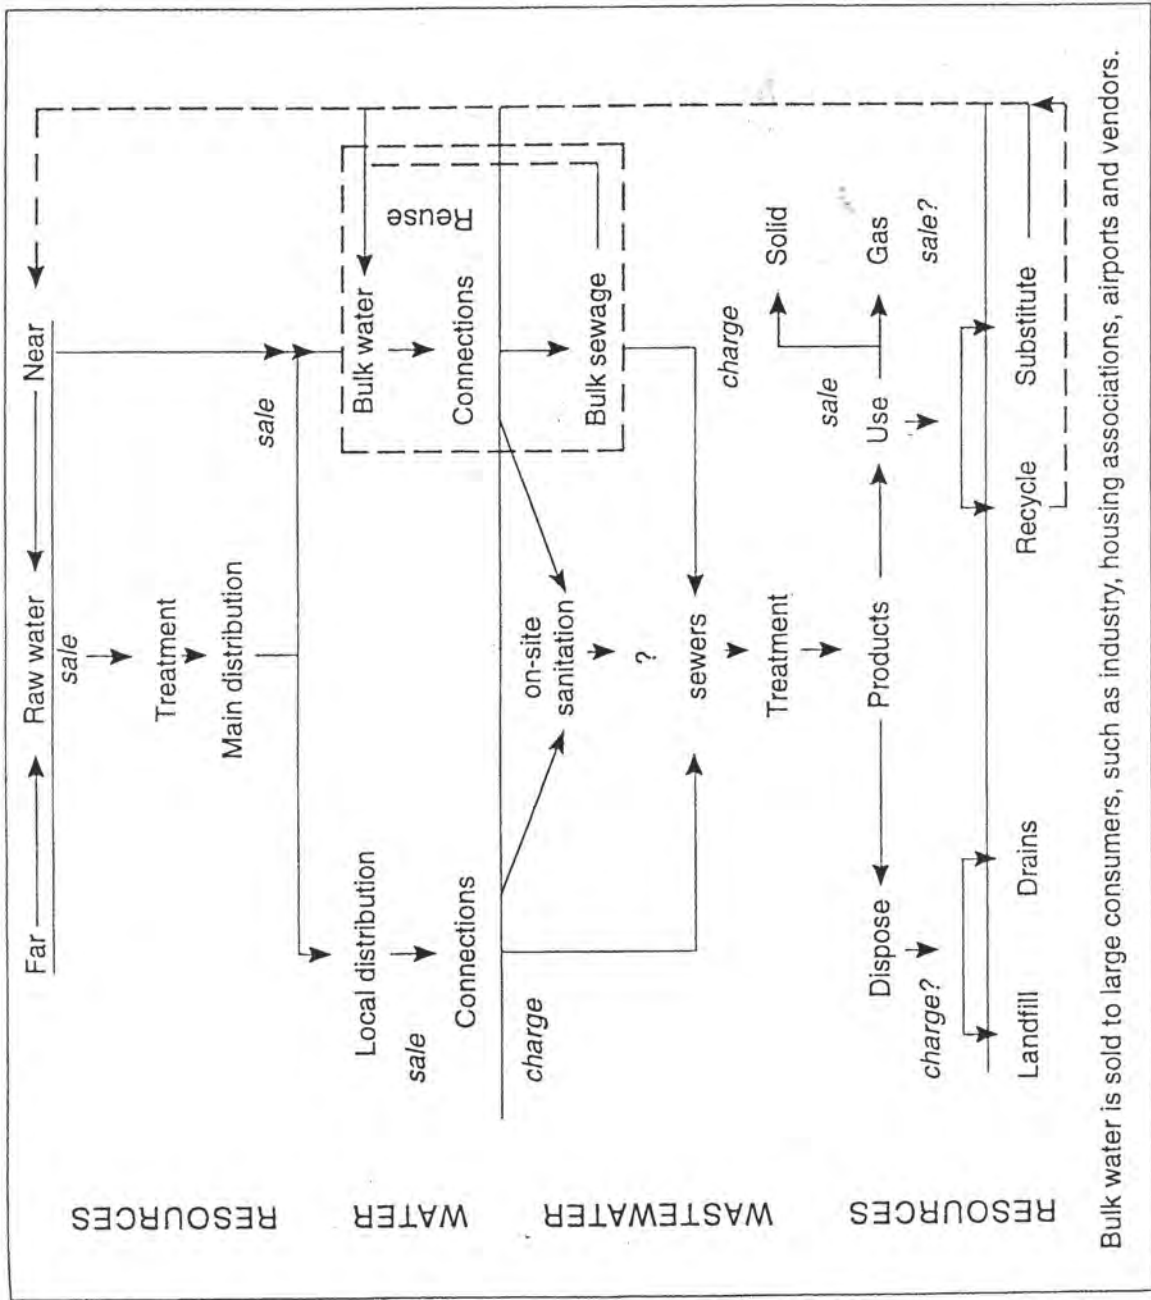 RESOURCES
WATER
WASTEWATER
RESOURCES
Far
Raw water
Near
sale
Treatment
Main distribution
sale
Local distribution
sale
Connections
Bulk water
Connections
Reuse
Bulk sewage
charge
on-site
sanitation
?
sewers
charge
Treatment
Products
Dispose
charge?
Use
sale
Solid
Gas
sale?
Landfill
Drains
Recycle
Substitute
Bulk water is sold to large consumers, such as industry, housing associations, airports and vendors.